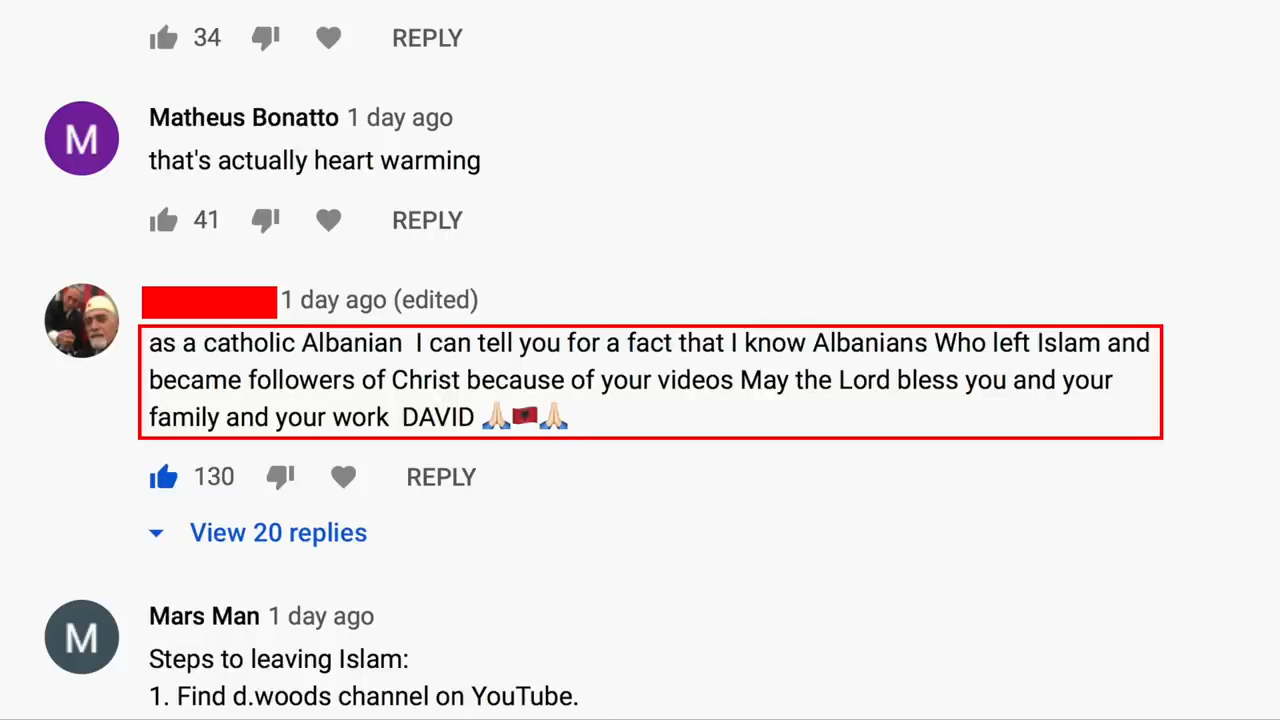 34 REPLY
M
Matheus Bonatto 1 day ago
that's actually heart warming
41 REPLY
1 day ago (edited)
as a catholic Albanian I can tell you for a fact that I know Albanians Who left Islam and
became followers of Christ because of your videos May the Lord bless you and your
family and your work DAVID 🙏🏻🇦🇱🙏🏻
130 REPLY
View 20 replies
M
Mars Man 1 day ago
Steps to leaving Islam:
1. Find d.woods channel on YouTube.